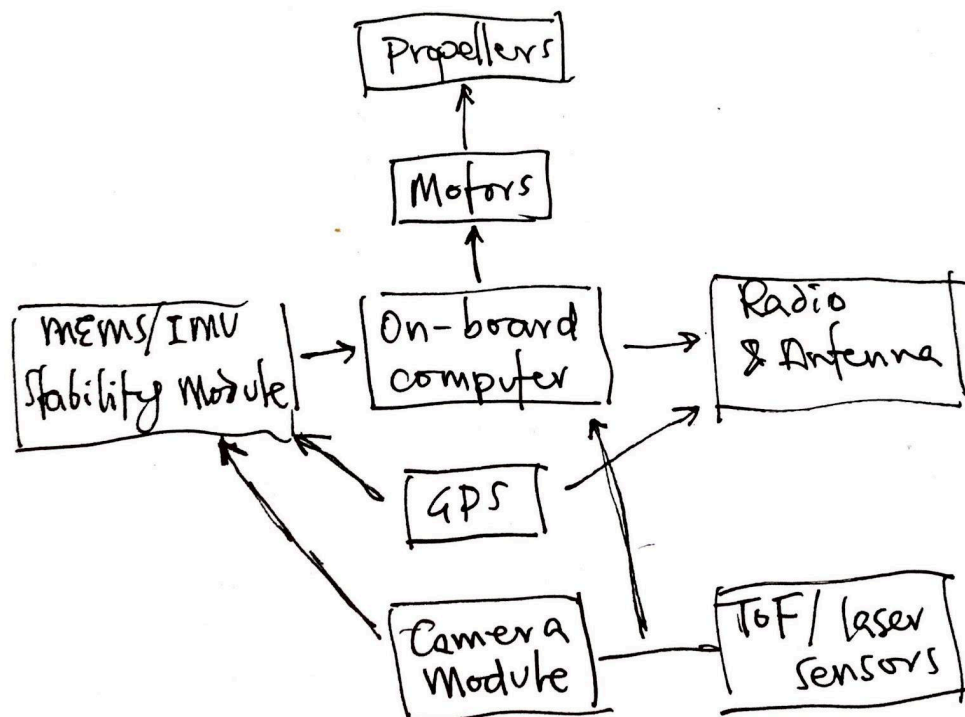 Propellers
Motors
MEMS/IMU
Stability Module
On-board
computer
Radio
& Antenna
GPS
Camera
Module
ToF/laser
sensors